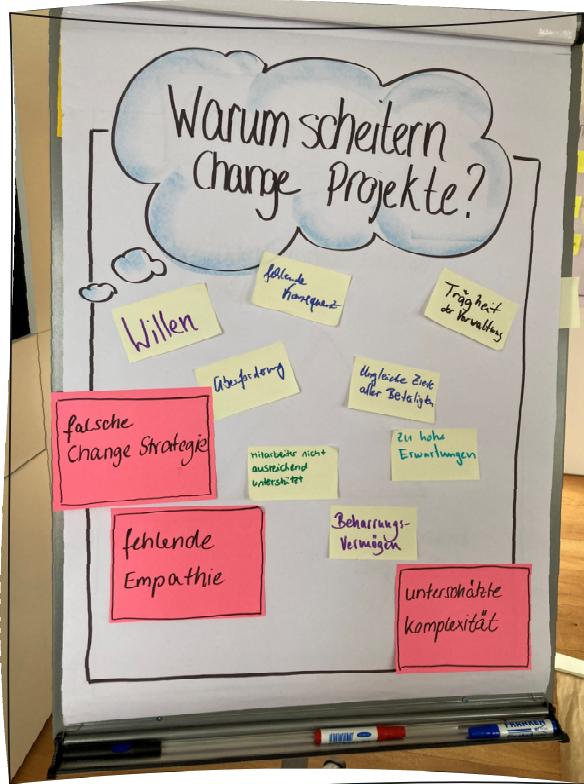 Warum scheitern
Change Projekte?
fehlende
Konsequenz
Trägheit
der Verwaltung
Willen
Überforderung
Ungleiche Ziele
aller Beteiligten
falsche
Change Strategie
zu hohe
Erwartungen
Mitarbeiter nicht
ausreichend
unterstützt
Beharrungs-
Vermögen
fehlende
Empathie
unterschätzte
Komplexität
FRANKEN